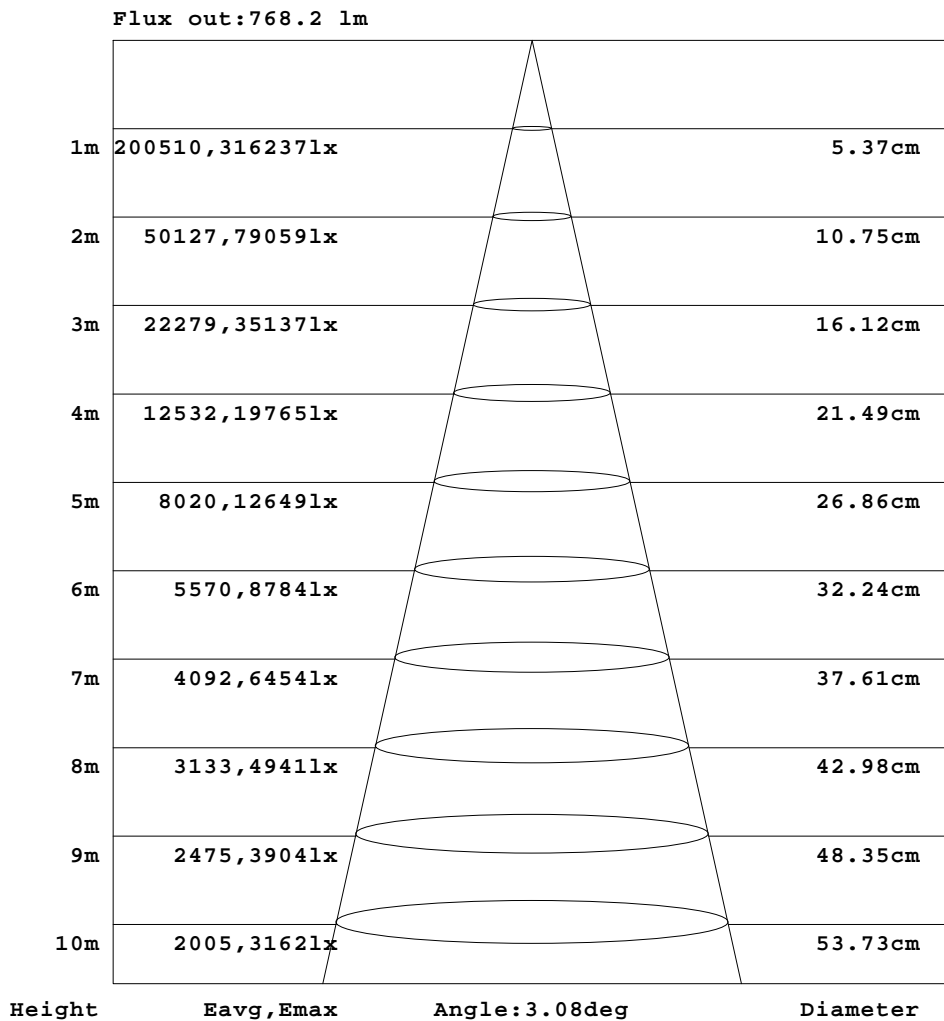 Flux out:768.2 lm
1m 200510,316237lx 5.37cm
2m 50127,79059lx 10.75cm
3m 22279,35137lx 16.12cm
4m 12532,19765lx 21.49cm
5m 8020,12649lx 26.86cm
6m 5570,8784lx 32.24cm
7m 4092,6454lx 37.61cm
8m 3133,4941lx 42.98cm
9m 2475,3904lx 48.35cm
10m 2005,3162lx 53.73cm
Height Eavg,Emax Angle:3.08deg Diameter